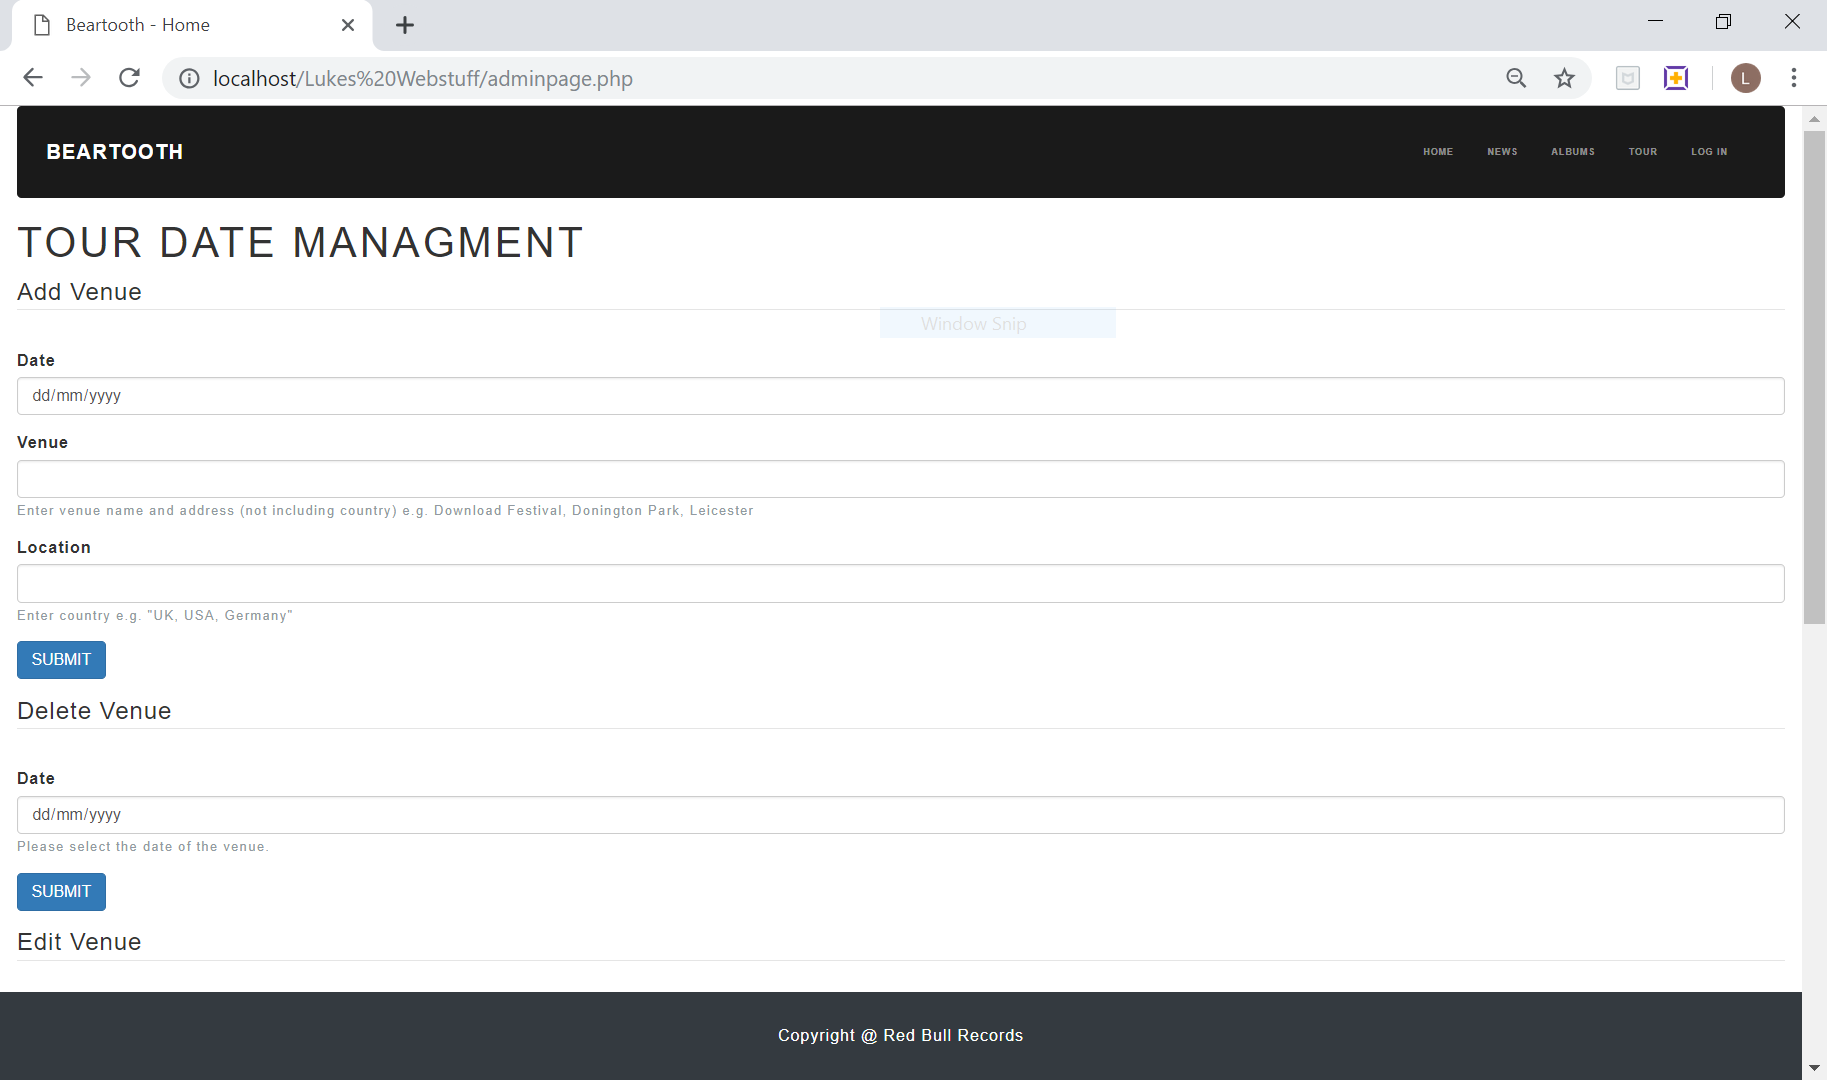 Beartooth - Home
localhost/Lukes%20Webstuff/adminpage.php
L
BEARTOOTH
HOME NEWS ALBUMS TOUR LOG IN
TOUR DATE MANAGMENT
Add Venue
Window Snip
Date
dd/mm/yyyy
Venue
Enter venue name and address (not including country) e.g. Download Festival, Donington Park, Leicester
Location
Enter country e.g. "UK, USA, Germany"
SUBMIT
Delete Venue
Date
dd/mm/yyyy
Please select the date of the venue.
SUBMIT
Edit Venue
Copyright @ Red Bull Records